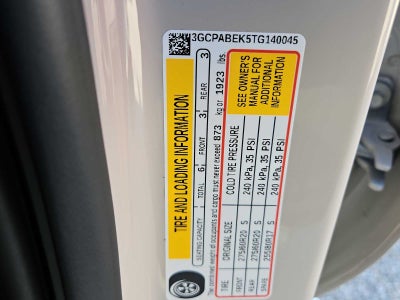 3GCPABEK5TG140045
TIRE AND LOADING INFORMATION
SEATING CAPACITY TOTAL 6 FRONT 3 REAR 3
The combined weight of occupants and cargo must never exceed 873 kg or 1923 lbs.
TIRE ORIGINAL SIZE COLD TIRE PRESSURE
FRONT 275/60R20 S 240 kPa, 35 PSI
REAR 275/60R20 S 240 kPa, 35 PSI
SPARE 255/80R17 S 240 kPa, 35 PSI
SEE OWNER'S
MANUAL FOR
ADDITIONAL
INFORMATION